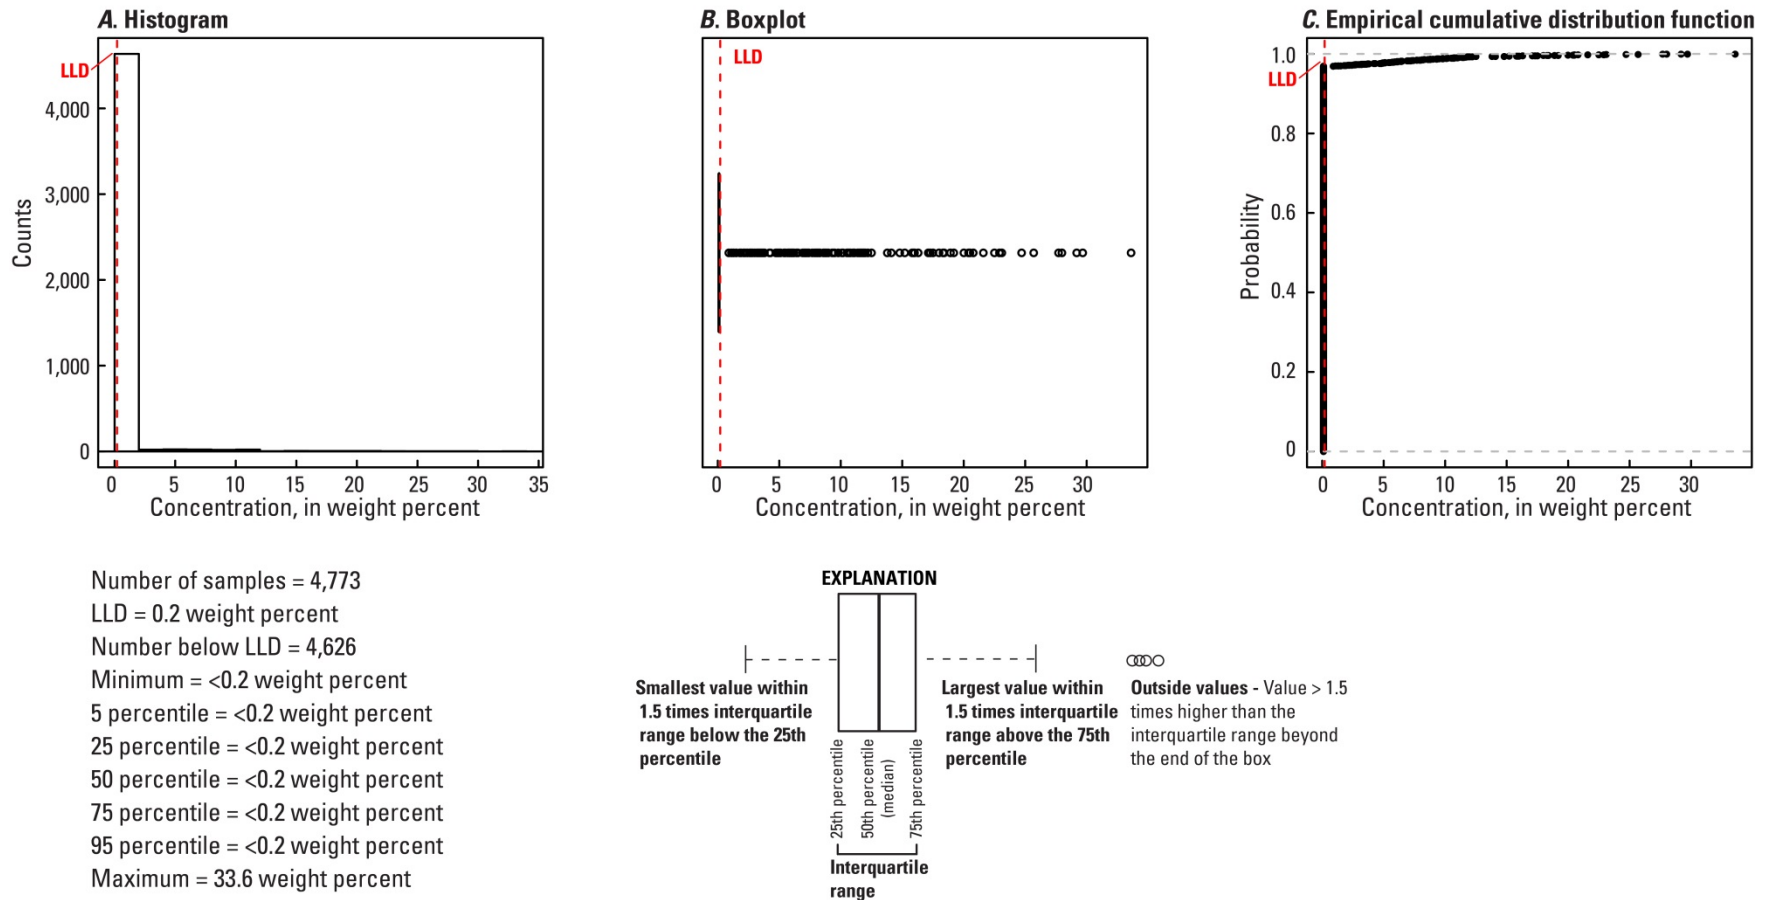 A. Histogram
LLD
4,000
3,000
2,000
1,000
0
Counts
0 5 10 15 20 25 30 35
Concentration, in weight percent
B. Boxplot
LLD
0 5 10 15 20 25 30
Concentration, in weight percent
C. Empirical cumulative distribution function
1.0
LLD
0.8
0.6
0.4
0.2
0
Probability
0 5 10 15 20 25 30
Concentration, in weight percent
Number of samples = 4,773
LLD = 0.2 weight percent
Number below LLD = 4,626
Minimum = <0.2 weight percent
5 percentile = <0.2 weight percent
25 percentile = <0.2 weight percent
50 percentile = <0.2 weight percent
75 percentile = <0.2 weight percent
95 percentile = <0.2 weight percent
Maximum = 33.6 weight percent
EXPLANATION
Smallest value within
1.5 times interquartile
range below the 25th
percentile
25th percentile
50th percentile
(median)
75th percentile
Interquartile
range
Largest value within
1.5 times interquartile
range above the 75th
percentile
Outside values - Value > 1.5
times higher than the
interquartile range beyond
the end of the box